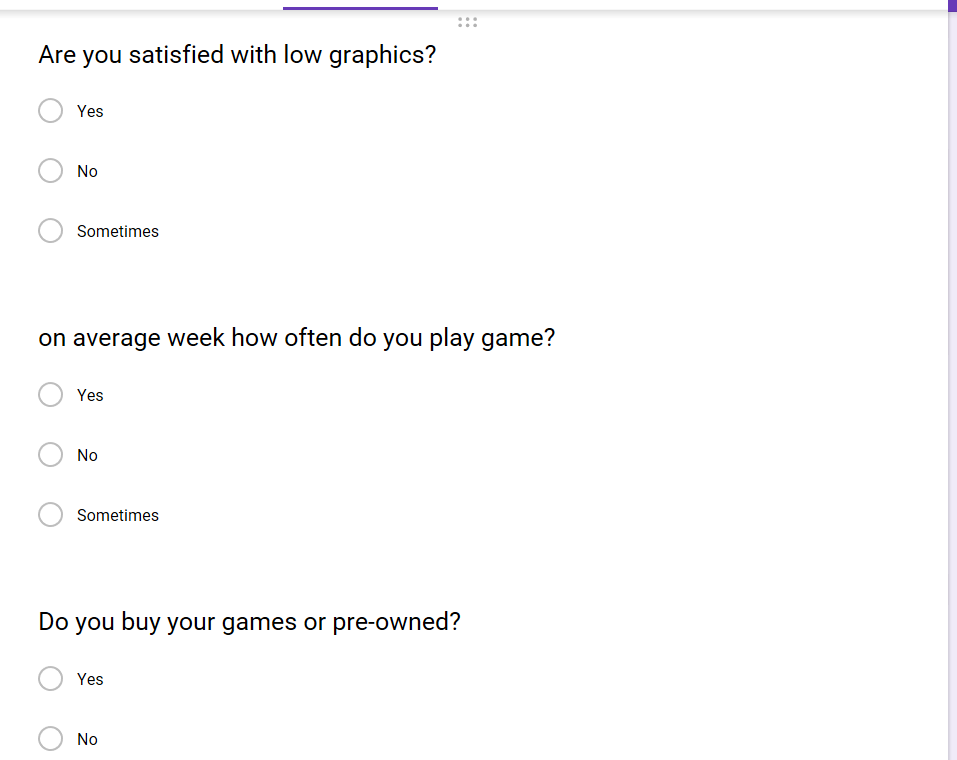 Are you satisfied with low graphics?
Yes
No
Sometimes
on average week how often do you play game?
Yes
No
Sometimes
Do you buy your games or pre-owned?
Yes
No